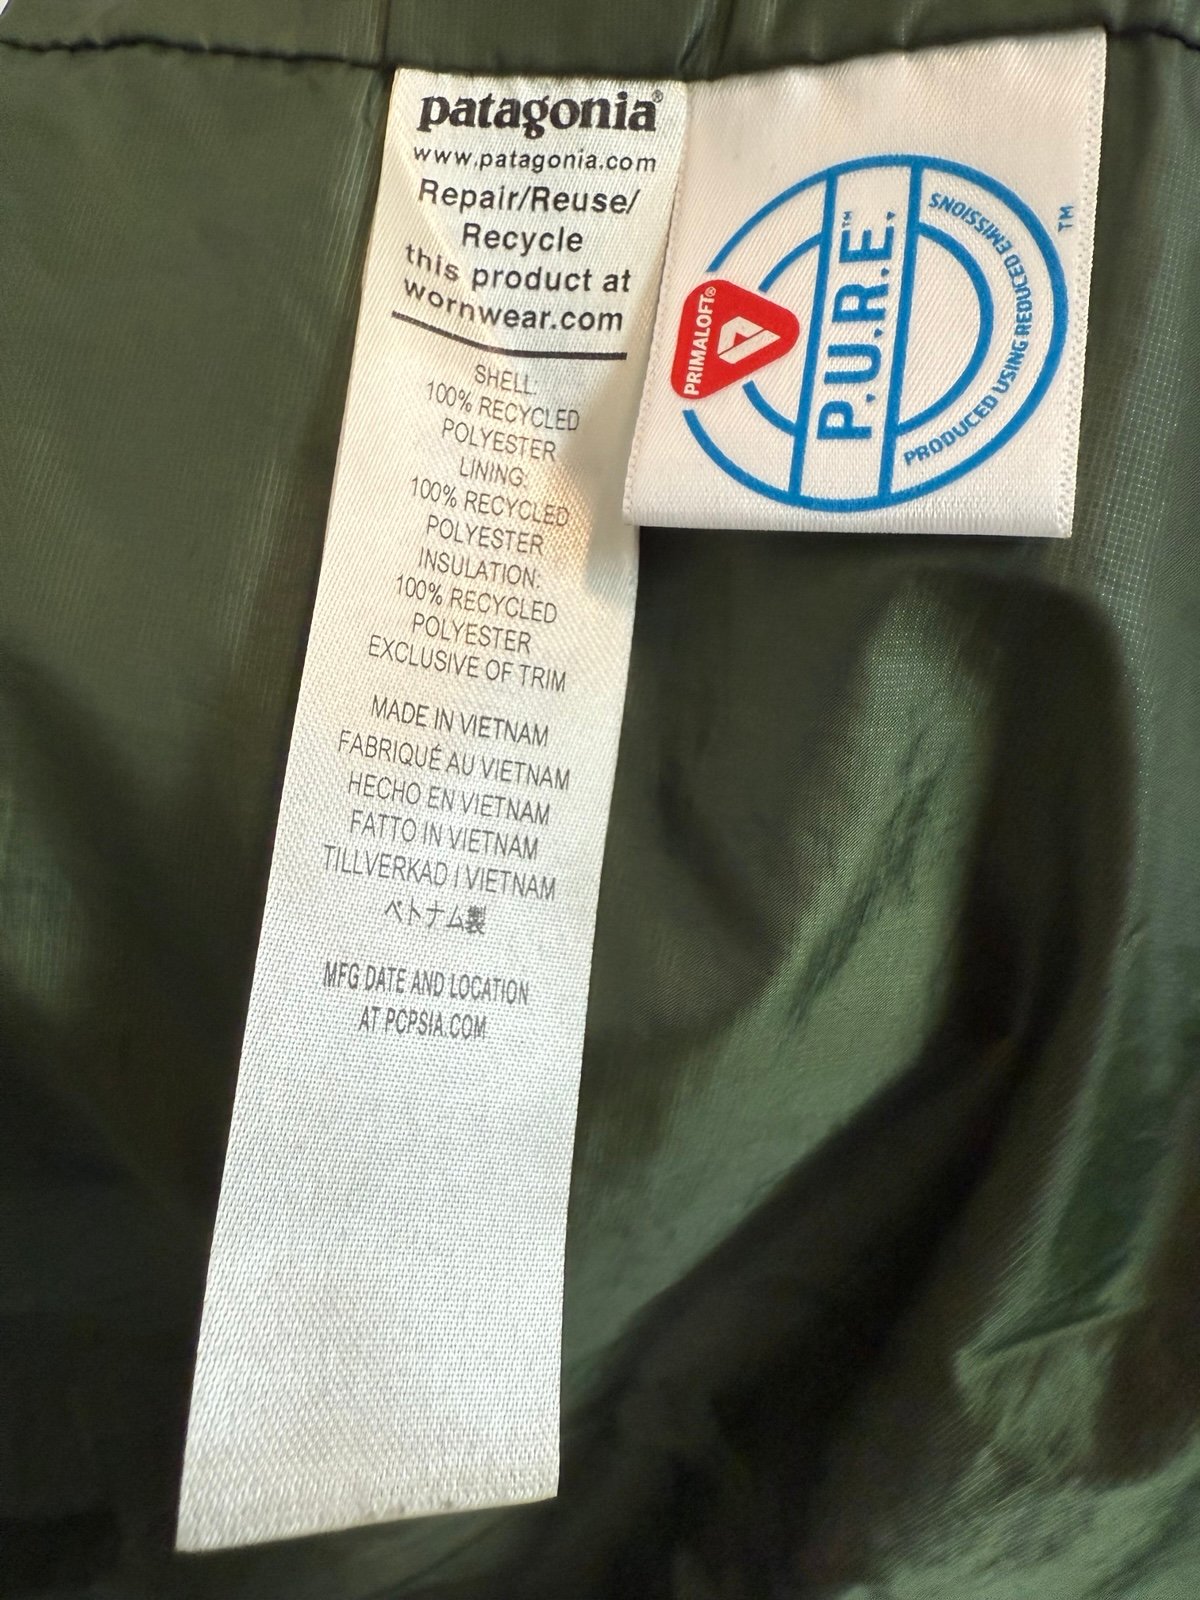 patagonia®
www.patagonia.com
Repair/Reuse/
Recycle
this product at
wornwear.com
SHELL:
100% RECYCLED
POLYESTER
LINING:
100% RECYCLED
POLYESTER
INSULATION:
100% RECYCLED
POLYESTER
EXCLUSIVE OF TRIM
MADE IN VIETNAM
FABRIQUÉ AU VIETNAM
HECHO EN VIETNAM
FATTO IN VIETNAM
TILLVERKAD I VIETNAM
ベトナム製
MFG DATE AND LOCATION
AT PCPSIA.COM
PRIMALOFT®
P.U.R.E.™
PRODUCED USING REDUCED EMISSIONS
TM